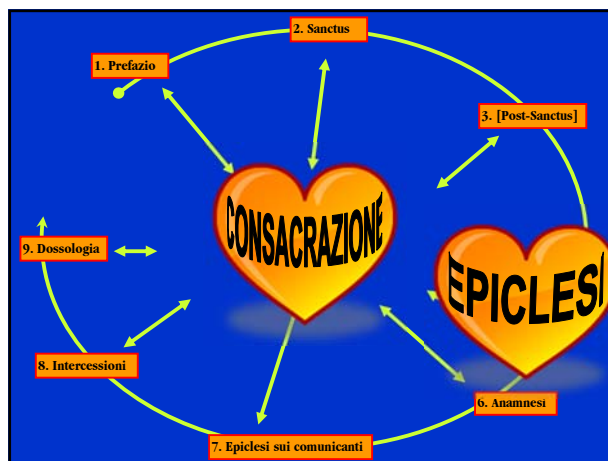 1. Prefazio
2. Sanctus
3. [Post-Sanctus]
CONSACRAZIONE
EPICLESI
6. Anamnesi
7. Epiclesi sui comunicanti
8. Intercessioni
9. Dossologia